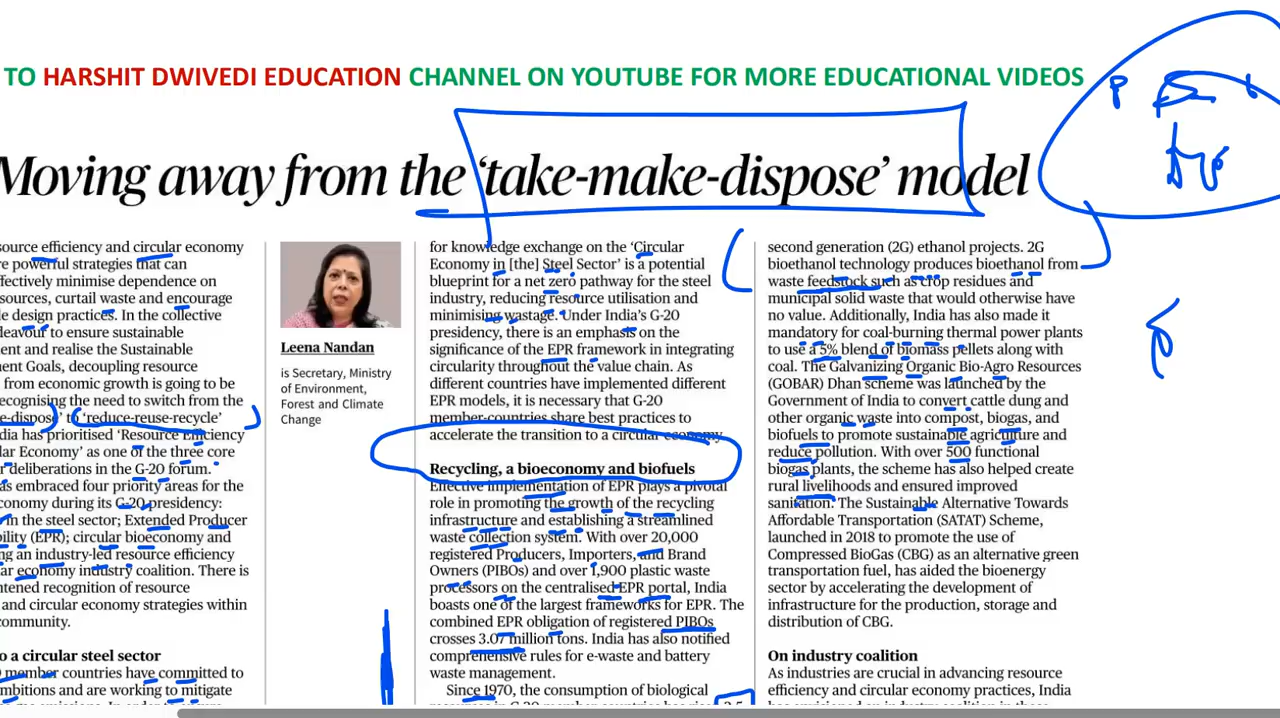 TO HARSHIT DWIVEDI EDUCATION CHANNEL ON YOUTUBE FOR MORE EDUCATIONAL VIDEOS
Moving away from the ‘take-make-dispose’ model
source efficiency and circular economy
re powerful strategies that can
ffectively minimise dependence on
sources, curtail waste and encourage
le design practices. In the collective
deavour to ensure sustainable
ment and realise the Sustainable
ment Goals, decoupling resource
from economic growth is going to be
ecognising the need to switch from the
e-dispose’ to ‘reduce-reuse-recycle’
dia has prioritised ‘Resource Efficiency
lar Economy’ as one of the three core
r deliberations in the G-20 forum.
as embraced four priority areas for the
conomy during its G-20 presidency:
in the steel sector; Extended Producer
bility (EPR); circular bioeconomy and
ng an industry-led resource efficiency
ar economy industry coalition. There is
ntened recognition of resource
and circular economy strategies within
community.
o a circular steel sector
member countries have committed to
mbitions and are working to mitigate
Leena Nandan
is Secretary, Ministry
of Environment,
Forest and Climate
Change
for knowledge exchange on the ‘Circular
Economy in [the] Steel Sector’ is a potential
blueprint for a net zero pathway for the steel
industry, reducing resource utilisation and
minimising wastage. Under India’s G-20
presidency, there is an emphasis on the
significance of the EPR framework in integrating
circularity throughout the value chain. As
different countries have implemented different
EPR models, it is necessary that G-20
member-countries share best practices to
accelerate the transition to a circular economy.
Recycling, a bioeconomy and biofuels
Effective implementation of EPR plays a pivotal
role in promoting the growth of the recycling
infrastructure and establishing a streamlined
waste collection system. With over 20,000
registered Producers, Importers, and Brand
Owners (PIBOs) and over 1,900 plastic waste
processors on the centralised EPR portal, India
boasts one of the largest frameworks for EPR. The
combined EPR obligation of registered PIBOs
crosses 3.07 million tons. India has also notified
comprehensive rules for e-waste and battery
waste management.
Since 1970, the consumption of biological
resources in G-20 member countries has 2.5
second generation (2G) ethanol projects. 2G
bioethanol technology produces bioethanol from
waste feedstock such as crop residues and
municipal solid waste that would otherwise have
no value. Additionally, India has also made it
mandatory for coal-burning thermal power plants
to use a 5% blend of biomass pellets along with
coal. The Galvanizing Organic Bio-Agro Resources
(GOBAR) Dhan scheme was launched by the
Government of India to convert cattle dung and
other organic waste into compost, biogas, and
biofuels to promote sustainable agriculture and
reduce pollution. With over 500 functional
biogas plants, the scheme has also helped create
rural livelihoods and ensured improved
sanitation. The Sustainable Alternative Towards
Affordable Transportation (SATAT) Scheme,
launched in 2018 to promote the use of
Compressed BioGas (CBG) as an alternative green
transportation fuel, has aided the bioenergy
sector by accelerating the development of
infrastructure for the production, storage and
distribution of CBG.
On industry coalition
As industries are crucial in advancing resource
efficiency and circular economy practices, India